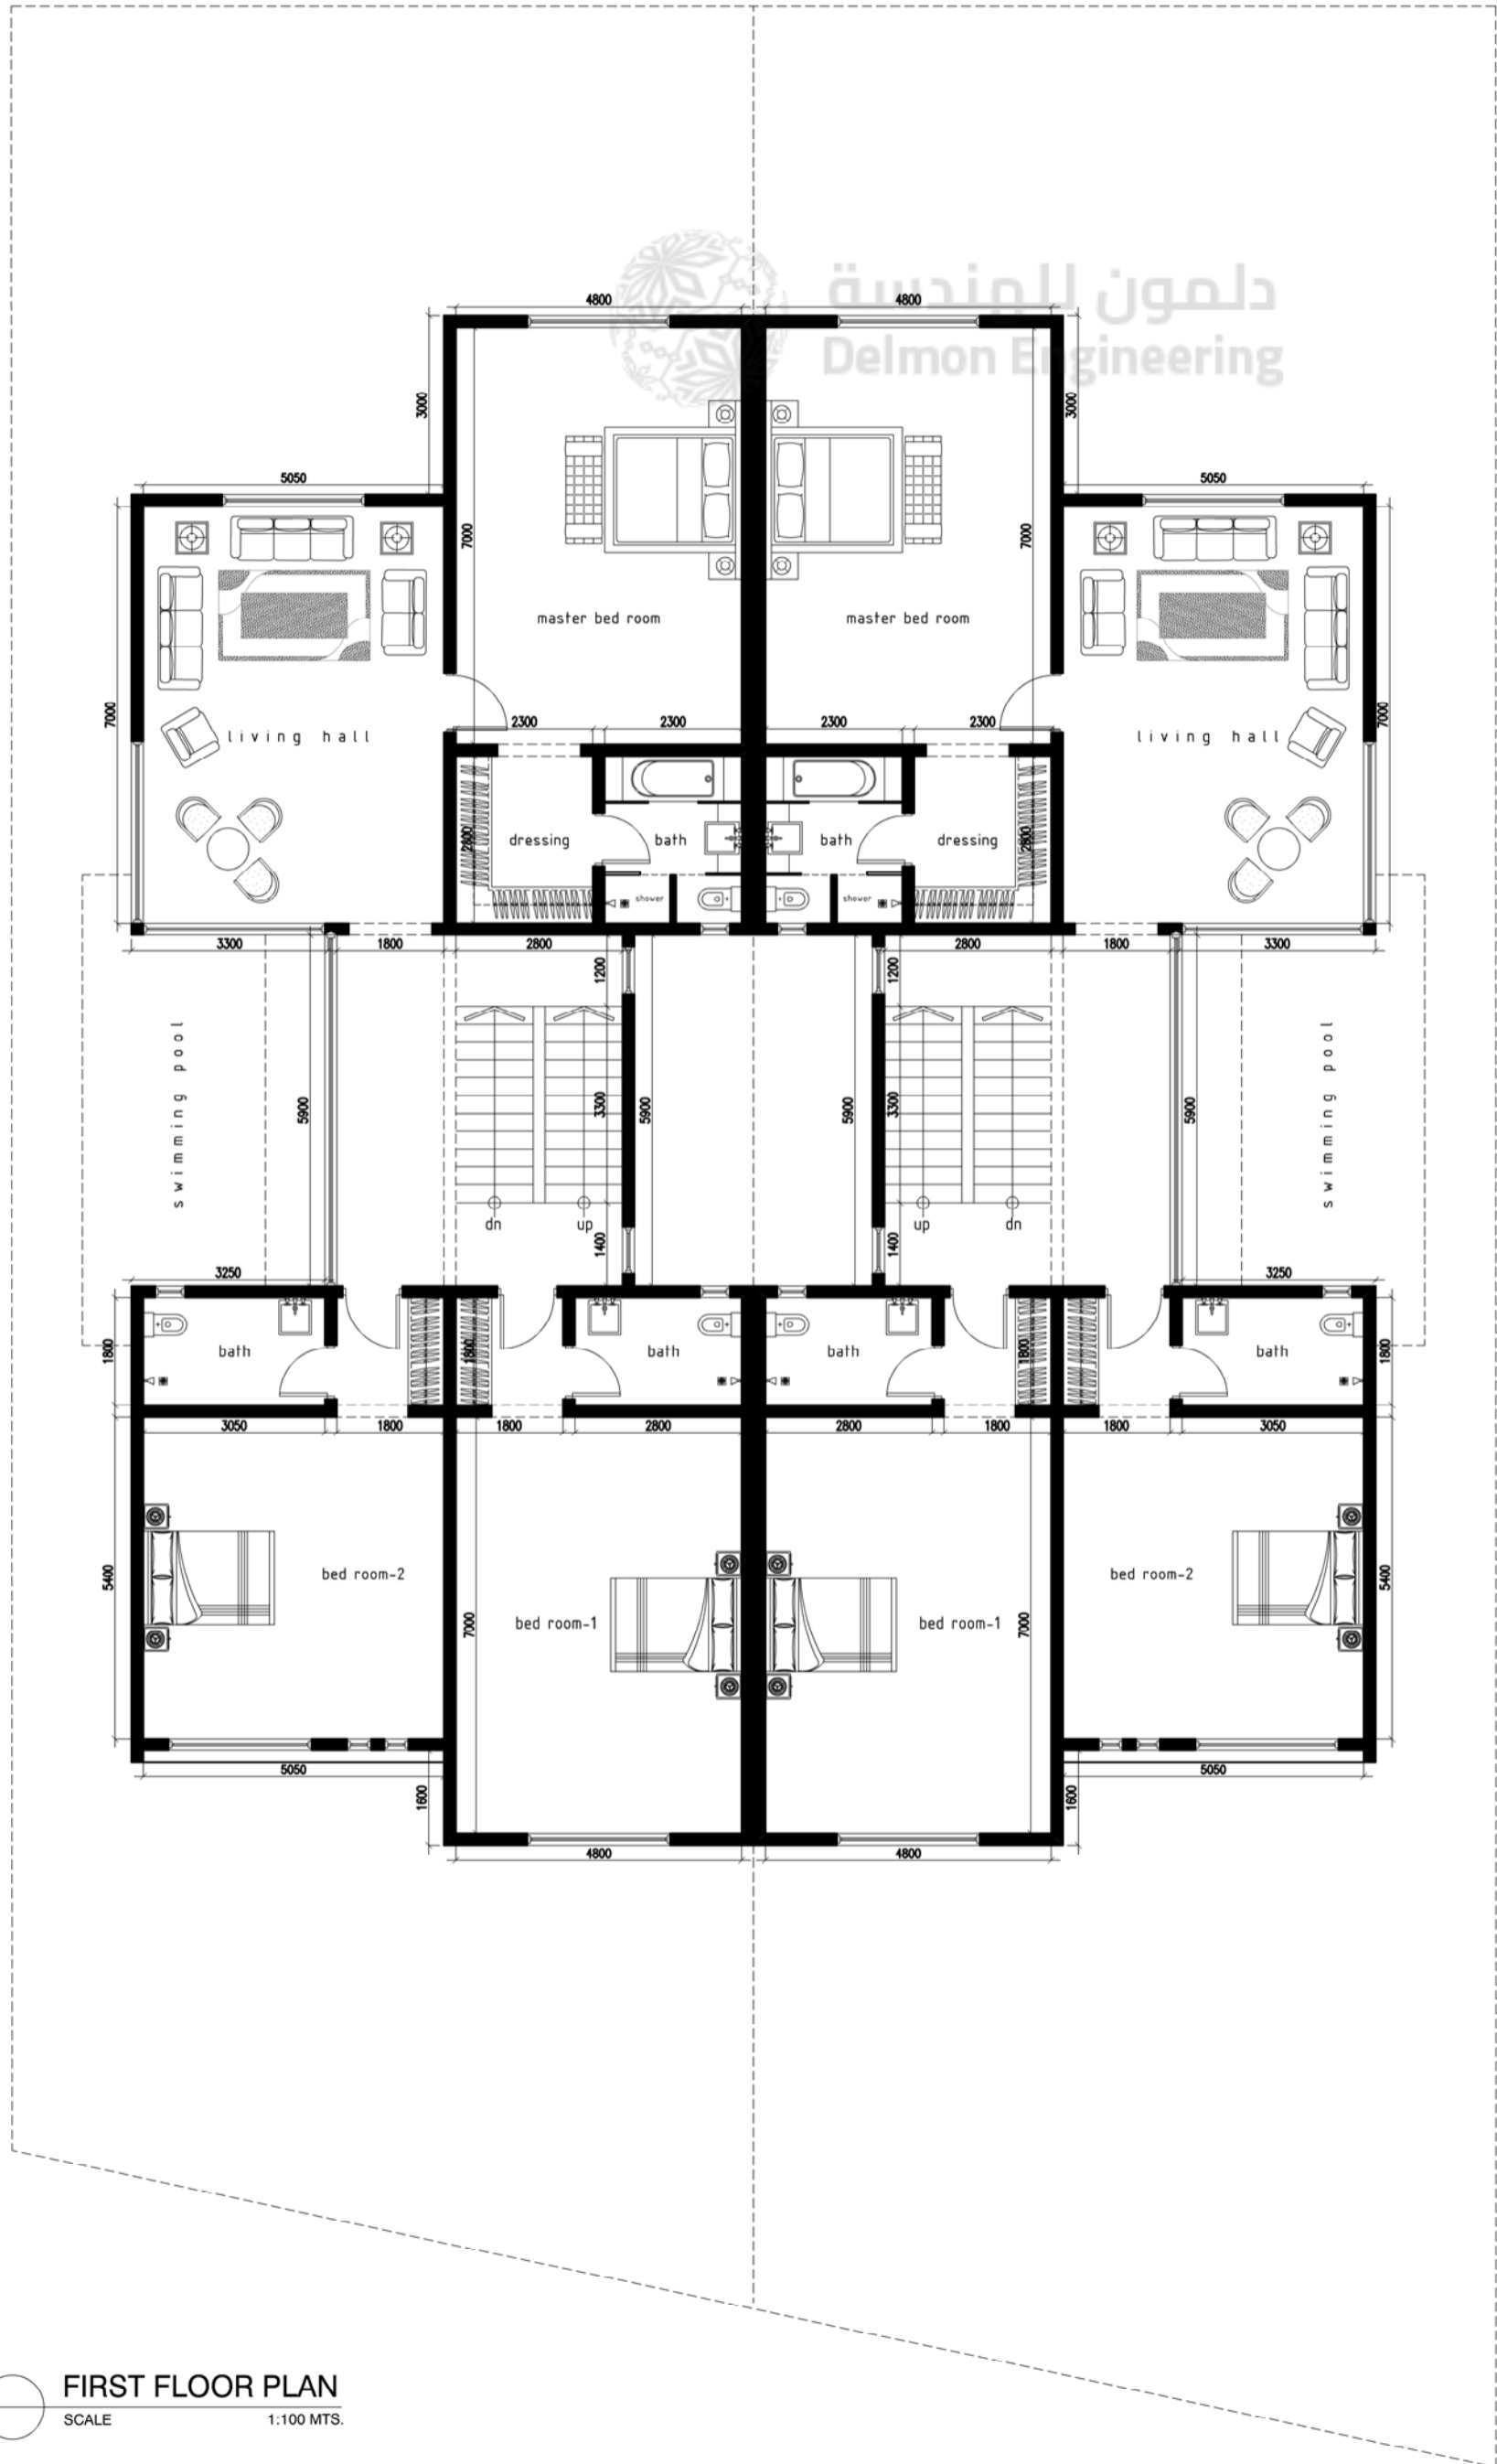 دلمون للهندسة
Delmon Engineering
4800
4800
3000
3000
5050
5050
7000
7000
master bed room
master bed room
7000
7000
living hall
living hall
2300
2300
2300
2300
2800
dressing
bath
bath
dressing
2800
shower
shower
3300
1800
2800
2800
1800
3300
1200
1200
swimming pool
swimming pool
5900
3300
5900
5900
3300
5900
dn
up
up
dn
1400
1400
3250
3250
1800
bath
1800
bath
bath
1800
bath
1800
3050
1800
1800
2800
2800
1800
1800
3050
5400
bed room-2
bed room-2
5400
7000
bed room-1
bed room-1
7000
5050
5050
1600
1600
4800
4800
FIRST FLOOR PLAN
SCALE 1:100 MTS.